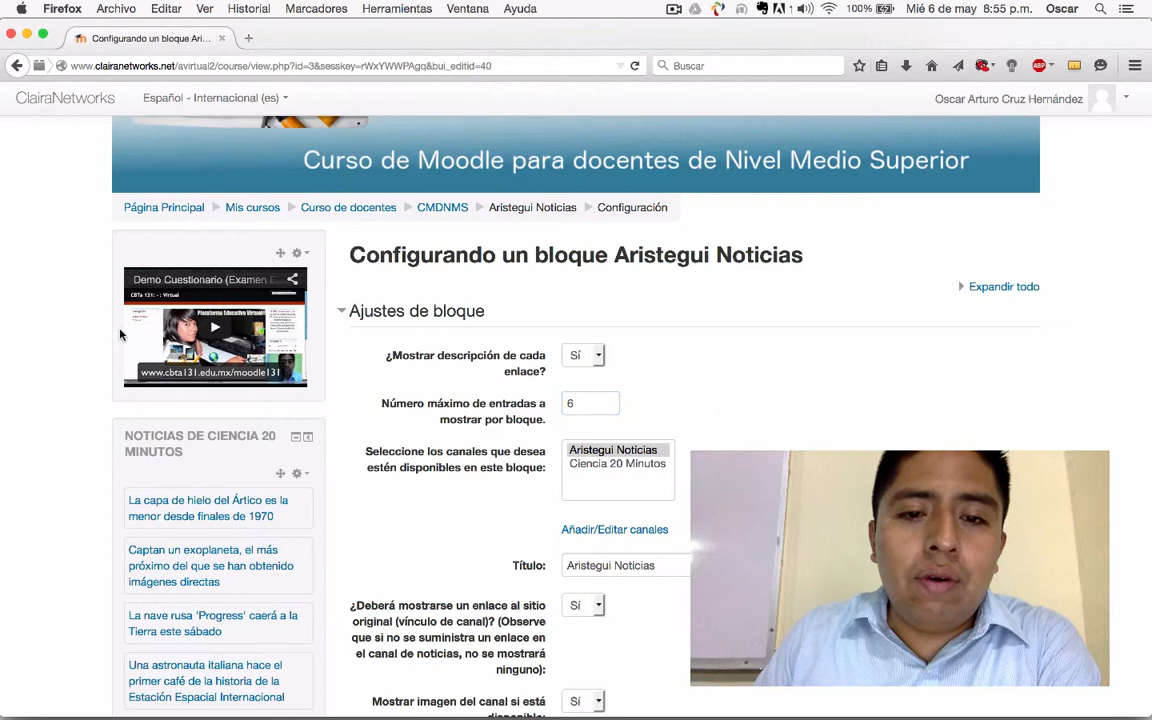 Firefox Archivo Editar Ver Historial Marcadores Herramientas Ventana Ayuda 1 100% Mié 6 de may 8:55 p.m. Oscar
Configurando un bloque Ari...
www.clairanetworks.net/avirtual2/course/view.php?id=3&sesskey=rWxYWWPAgq&bui_editid=40
Buscar
ABP
ClairaNetworks Español - Internacional (es) Oscar Arturo Cruz Hernández
Curso de Moodle para docentes de Nivel Medio Superior
Página Principal Mis cursos Curso de docentes CMDNMS Aristegui Noticias Configuración
Demo Cuestionario (Examen E
CBTa 131: - : Virtual
Plataforma Educativa Virtual
www.cbta131.edu.mx/moodle131
NOTICIAS DE CIENCIA 20
MINUTOS
La capa de hielo del Ártico es la
menor desde finales de 1970
Captan un exoplaneta, el más
próximo del que se han obtenido
imágenes directas
La nave rusa 'Progress' caerá a la
Tierra este sábado
Una astronauta italiana hace el
primer café de la historia de la
Estación Espacial Internacional
Configurando un bloque Aristegui Noticias
Expandir todo
Ajustes de bloque
¿Mostrar descripción de cada
enlace?
Sí
Número máximo de entradas a
mostrar por bloque.
6
Seleccione los canales que desea
estén disponibles en este bloque:
Aristegui Noticias
Ciencia 20 Minutos
Añadir/Editar canales
Título: Aristegui Noticias
¿Deberá mostrarse un enlace al sitio
original (vínculo de canal)? (Observe
que si no se suministra un enlace en
el canal de noticias, no se mostrará
ninguno):
Sí
Mostrar imagen del canal si está
disponible:
Sí